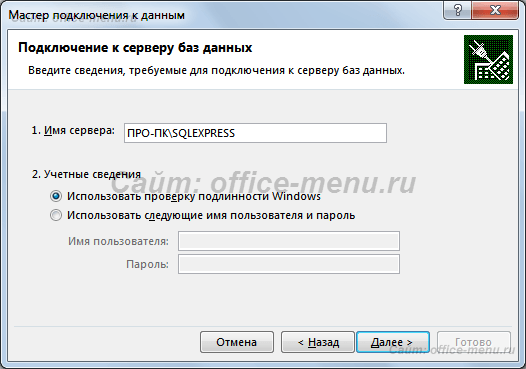 Мастер подключения к данным
Подключение к серверу баз данных
Введите сведения, требуемые для подключения к серверу баз данных.
1. Имя сервера:
ПРО-ПК\SQLEXPRESS
2. Учетные сведения
Сайт: office-menu.ru
Использовать проверку подлинности Windows
Использовать следующие имя пользователя и пароль
Имя пользователя:
Пароль:
Отмена
< Назад
Далее >
Готово
Сайт: office-menu.ru